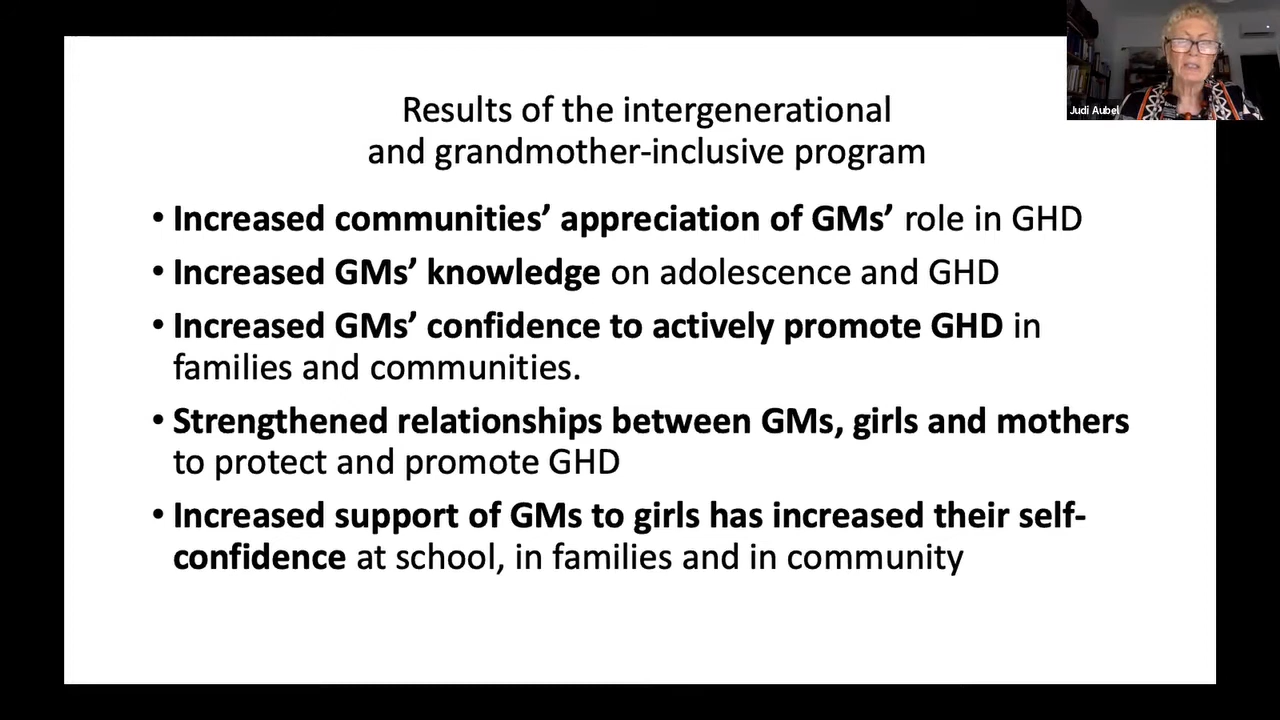 Judi Aubel
Results of the intergenerational
and grandmother-inclusive program
• Increased communities’ appreciation of GMs’ role in GHD
• Increased GMs’ knowledge on adolescence and GHD
• Increased GMs’ confidence to actively promote GHD in
families and communities.
• Strengthened relationships between GMs, girls and mothers
to protect and promote GHD
• Increased support of GMs to girls has increased their self-
confidence at school, in families and in community